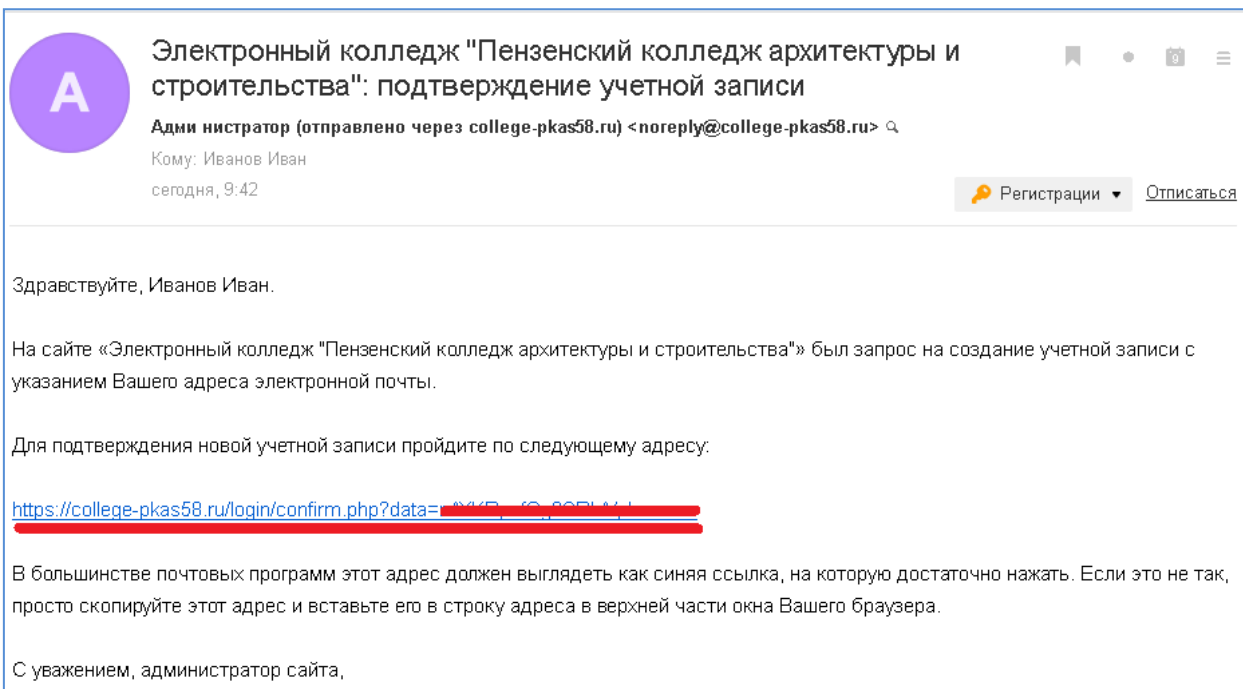 А
Электронный колледж "Пензенский колледж архитектуры и
строительства": подтверждение учетной записи
9
Адми нистратор (отправлено через college-pkas58.ru) <noreply@college-pkas58.ru>
Кому: Иванов Иван
сегодня, 9:42
Регистрации Отписаться
Здравствуйте, Иванов Иван.
На сайте «Электронный колледж "Пензенский колледж архитектуры и строительства"» был запрос на создание учетной записи с
указанием Вашего адреса электронной почты.
Для подтверждения новой учетной записи пройдите по следующему адресу:
https://college-pkas58.ru/login/confirm.php?data=
В большинстве почтовых программ этот адрес должен выглядеть как синяя ссылка, на которую достаточно нажать. Если это не так,
просто скопируйте этот адрес и вставьте его в строку адреса в верхней части окна Вашего браузера.
С уважением, администратор сайта,